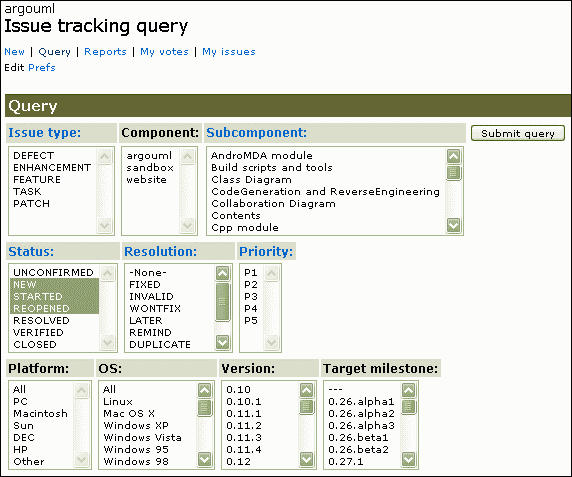 argouml
Issue tracking query
New | Query | Reports | My votes | My issues
Edit Prefs
Query
Issue type: Component: Subcomponent: Submit query
DEFECT
ENHANCEMENT
FEATURE
TASK
PATCH
argouml
sandbox
website
AndroMDA module
Build scripts and tools
Class Diagram
CodeGeneration and ReverseEngineering
Collaboration Diagram
Contents
Cpp module
Status: Resolution: Priority:
UNCONFIRMED
NEW
STARTED
REOPENED
RESOLVED
VERIFIED
CLOSED
-None-
FIXED
INVALID
WONTFIX
LATER
REMIND
DUPLICATE
P1
P2
P3
P4
P5
Platform: OS: Version: Target milestone:
All
PC
Macintosh
Sun
DEC
HP
Other
All
Linux
Mac OS X
Windows XP
Windows Vista
Windows 95
Windows 98
0.10
0.10.1
0.11.1
0.11.2
0.11.3
0.11.4
0.12
---
0.26.alpha1
0.26.alpha2
0.26.alpha3
0.26.beta1
0.26.beta2
0.27.1